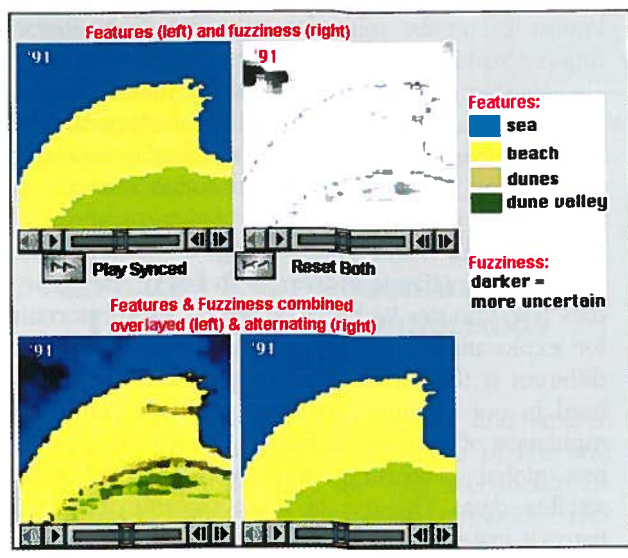 Features (left) and fuzziness (right)
'91
'91
Features:
sea
beach
dunes
dune valley
Play Synced
Reset Both
Fuzziness:
darker =
more uncertain
Features & Fuzziness combined
overlayed (left) & alternating (right)
'91
'91